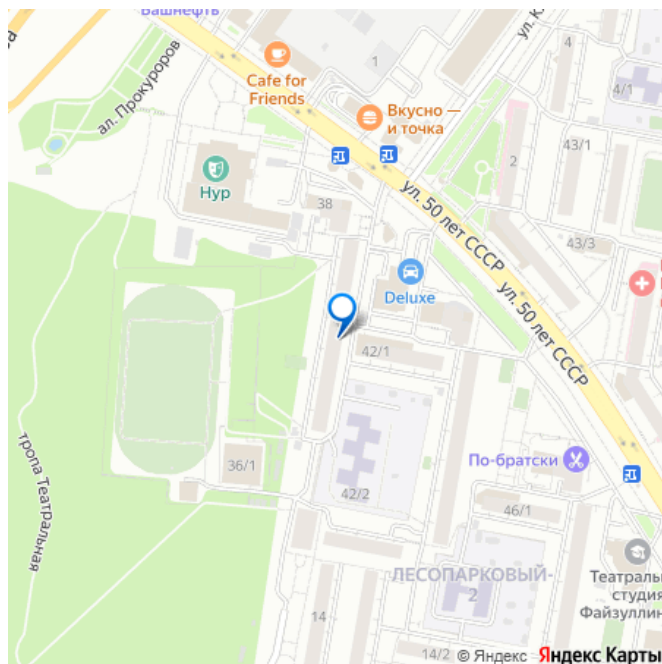 Башнефть
ул. К.
4
1
Cafe for
Friends
4/1
ал. Прокуроров
Вкусно —
и точка
43/1
2
Нур
ул. 50 лет СССР
38
43/3
Deluxe
ул. 50 лет СССР
42/1
тропа Театральная
По-братски
36/1
42/2
46/1
ЛЕСОПАРКОВЫЙ-
2
Театраль
студия
Файзуллин
14
14/2
© Яндекс Яндекс Карты